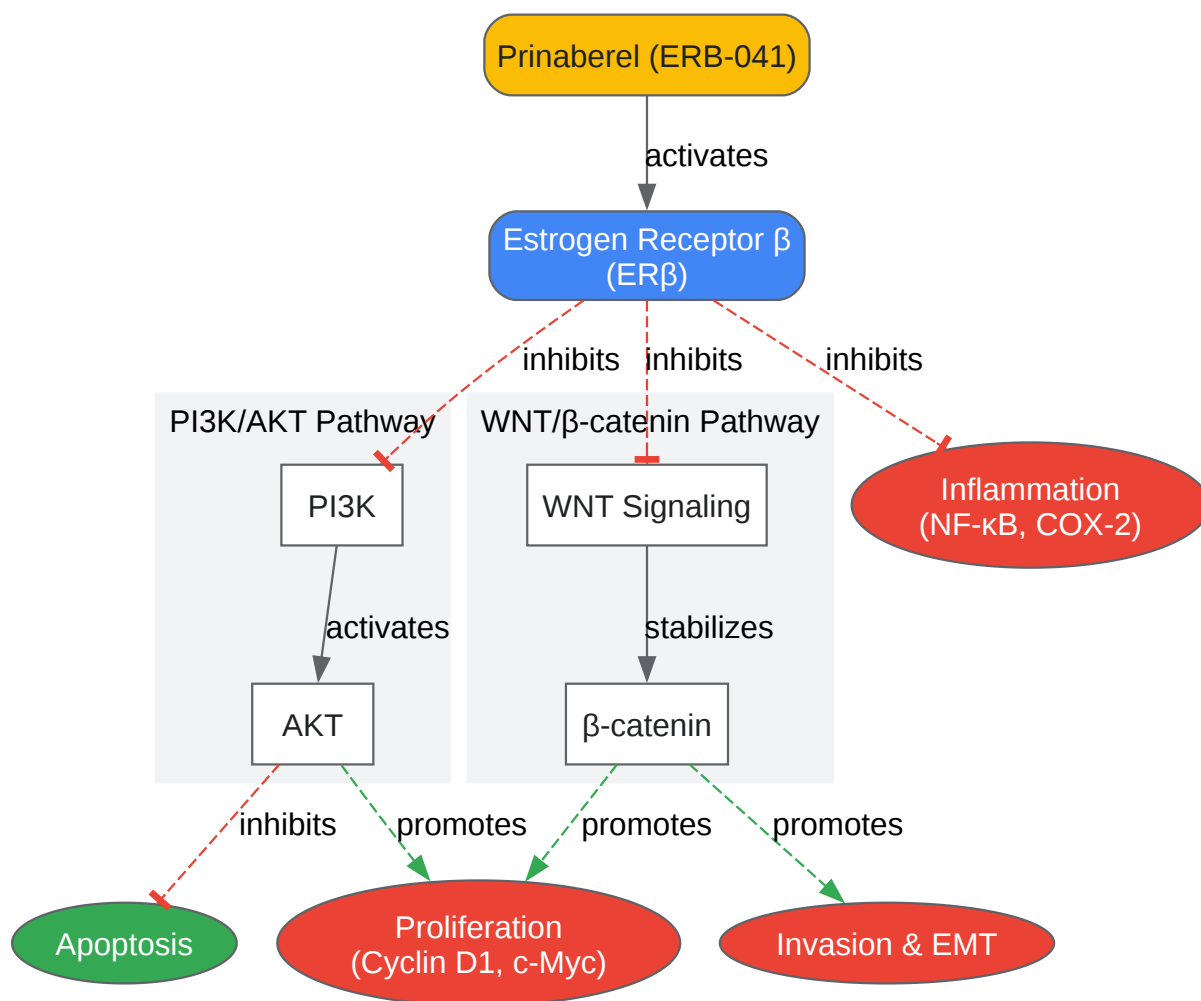 Prinaberel (ERB-041)
activates
Estrogen Receptor β
(ERβ)
inhibits
inhibits
inhibits
PI3K/AKT Pathway
WNT/β-catenin Pathway
PI3K
WNT Signaling
Inflammation
(NF-κB, COX-2)
activates
stabilizes
AKT
β-catenin
inhibits
promotes
promotes
promotes
Apoptosis
Proliferation
(Cyclin D1, c-Myc)
Invasion & EMT